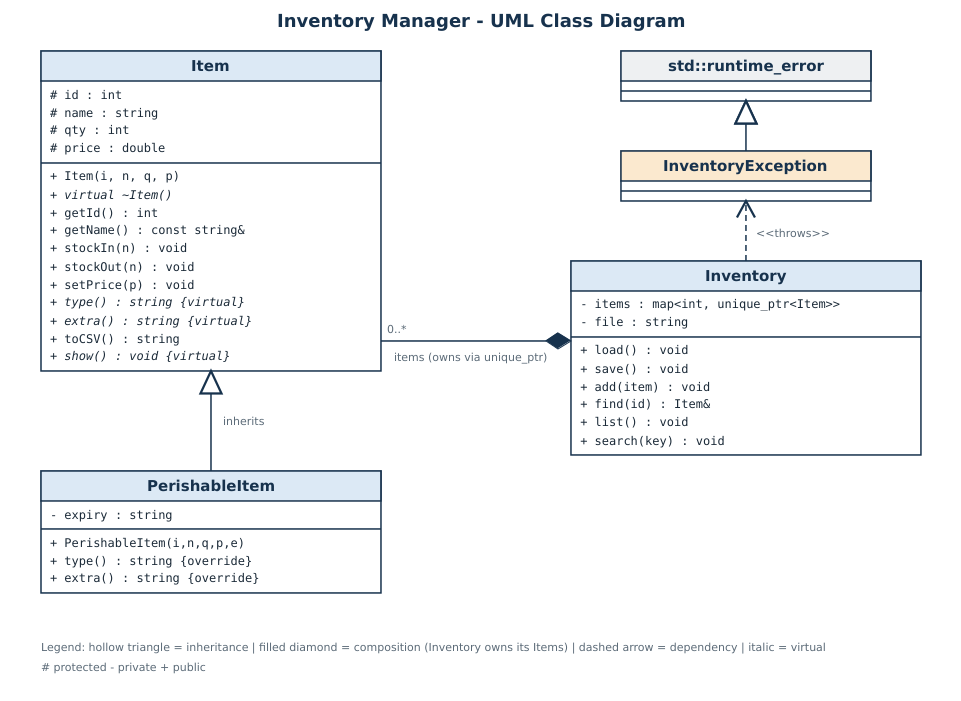 Inventory Manager - UML Class Diagram
Item
# id : int
# name : string
# qty : int
# price : double
+ Item(i, n, q, p)
+ virtual ~Item()
+ getId() : int
+ getName() : const string&
+ stockIn(n) : void
+ stockOut(n) : void
+ setPrice(p) : void
+ type() : string {virtual}
+ extra() : string {virtual}
+ toCSV() : string
+ show() : void {virtual}
std::runtime_error
InventoryException
<<throws>>
Inventory
- items : map<int, unique_ptr<Item>>
- file : string
+ load() : void
+ save() : void
+ add(item) : void
+ find(id) : Item&
+ list() : void
+ search(key) : void
0..*
items (owns via unique_ptr)
inherits
PerishableItem
- expiry : string
+ PerishableItem(i,n,q,p,e)
+ type() : string {override}
+ extra() : string {override}
Legend: hollow triangle = inheritance | filled diamond = composition (Inventory owns its Items) | dashed arrow = dependency | italic = virtual
# protected - private + public